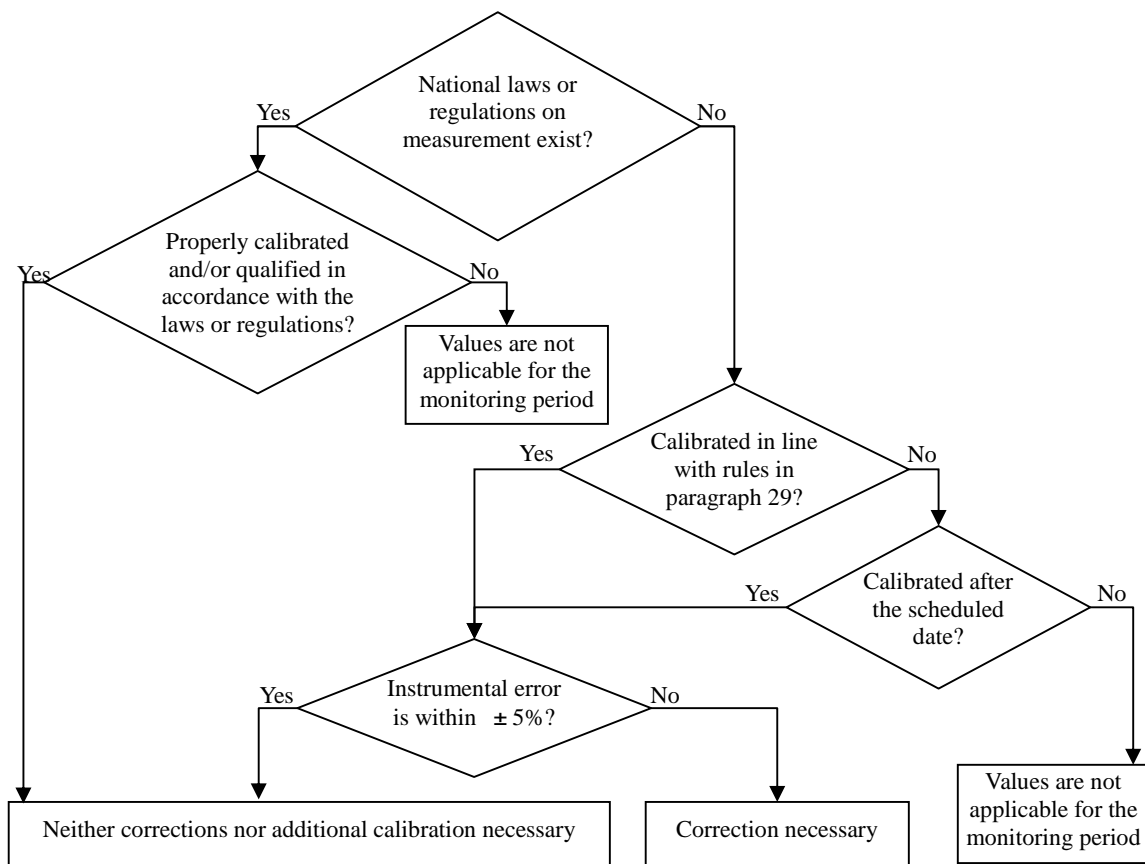 National laws or
regulations on
measurement exist?
Yes
No
Properly calibrated
and/or qualified in
accordance with the
laws or regulations?
Yes
No
Values are not
applicable for the
monitoring period
Calibrated in line
with rules in
paragraph 29?
Yes
No
Calibrated after
the scheduled
date?
Yes
No
Instrumental error
is within ± 5%?
Yes
No
Values are not
applicable for the
monitoring period
Neither corrections nor additional calibration necessary
Correction necessary